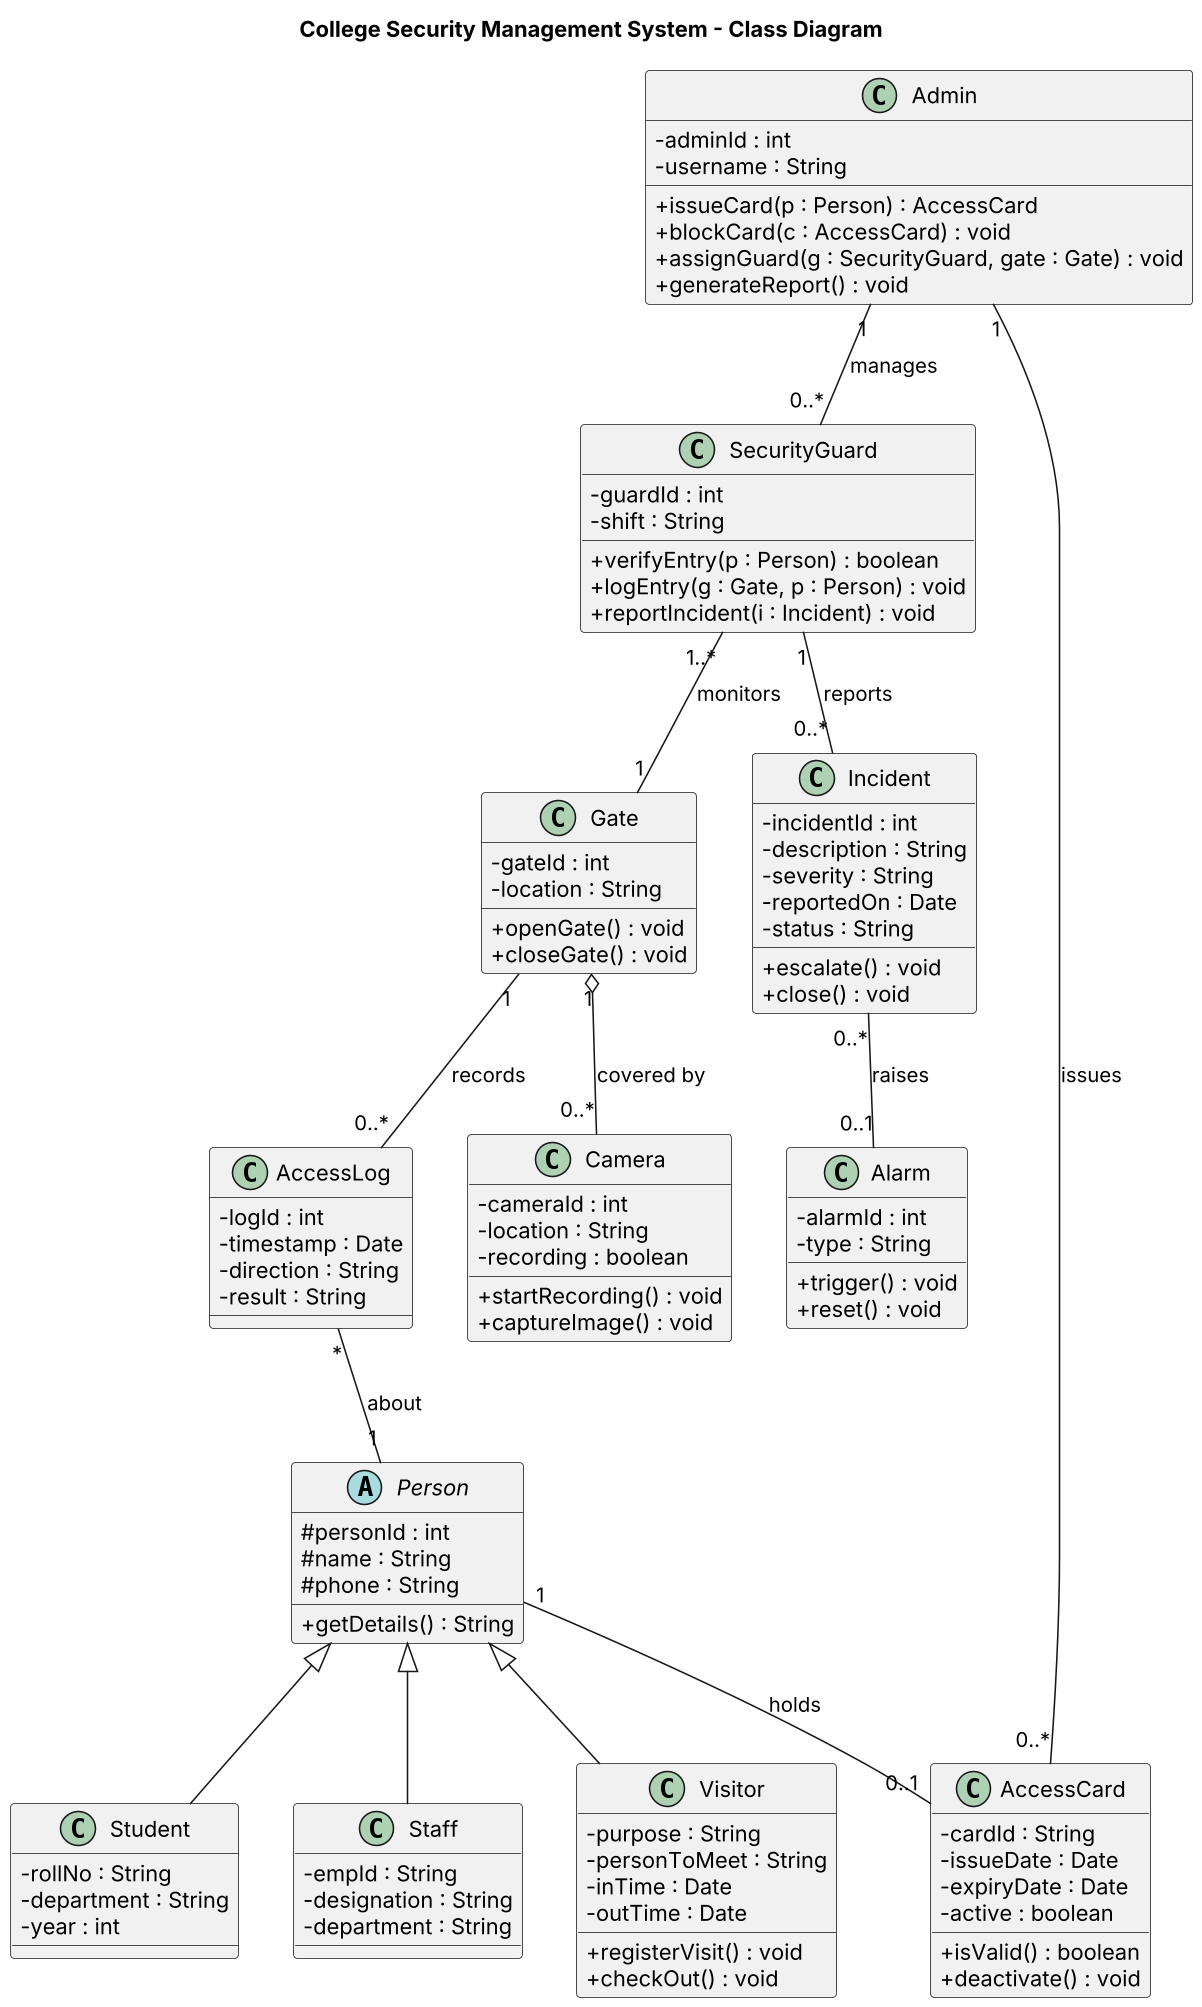 College Security Management System - Class Diagram
C Admin
-adminId : int
-username : String
+issueCard(p : Person) : AccessCard
+blockCard(c : AccessCard) : void
+assignGuard(g : SecurityGuard, gate : Gate) : void
+generateReport() : void
1
1
manages
0..*
C SecurityGuard
-guardId : int
-shift : String
+verifyEntry(p : Person) : boolean
+logEntry(g : Gate, p : Person) : void
+reportIncident(i : Incident) : void
1..*
1
monitors
reports
0..*
1
C Incident
-incidentId : int
-description : String
-severity : String
-reportedOn : Date
-status : String
+escalate() : void
+close() : void
C Gate
-gateId : int
-location : String
+openGate() : void
+closeGate() : void
1
1
0..*
records
covered by
raises
issues
0..*
0..*
0..1
C AccessLog
-logId : int
-timestamp : Date
-direction : String
-result : String
C Camera
-cameraId : int
-location : String
-recording : boolean
+startRecording() : void
+captureImage() : void
C Alarm
-alarmId : int
-type : String
+trigger() : void
+reset() : void
*
about
1
A Person
#personId : int
#name : String
#phone : String
+getDetails() : String
1
holds
0..*
0..1
C Student
-rollNo : String
-department : String
-year : int
C Staff
-empId : String
-designation : String
-department : String
C Visitor
-purpose : String
-personToMeet : String
-inTime : Date
-outTime : Date
+registerVisit() : void
+checkOut() : void
C AccessCard
-cardId : String
-issueDate : Date
-expiryDate : Date
-active : boolean
+isValid() : boolean
+deactivate() : void